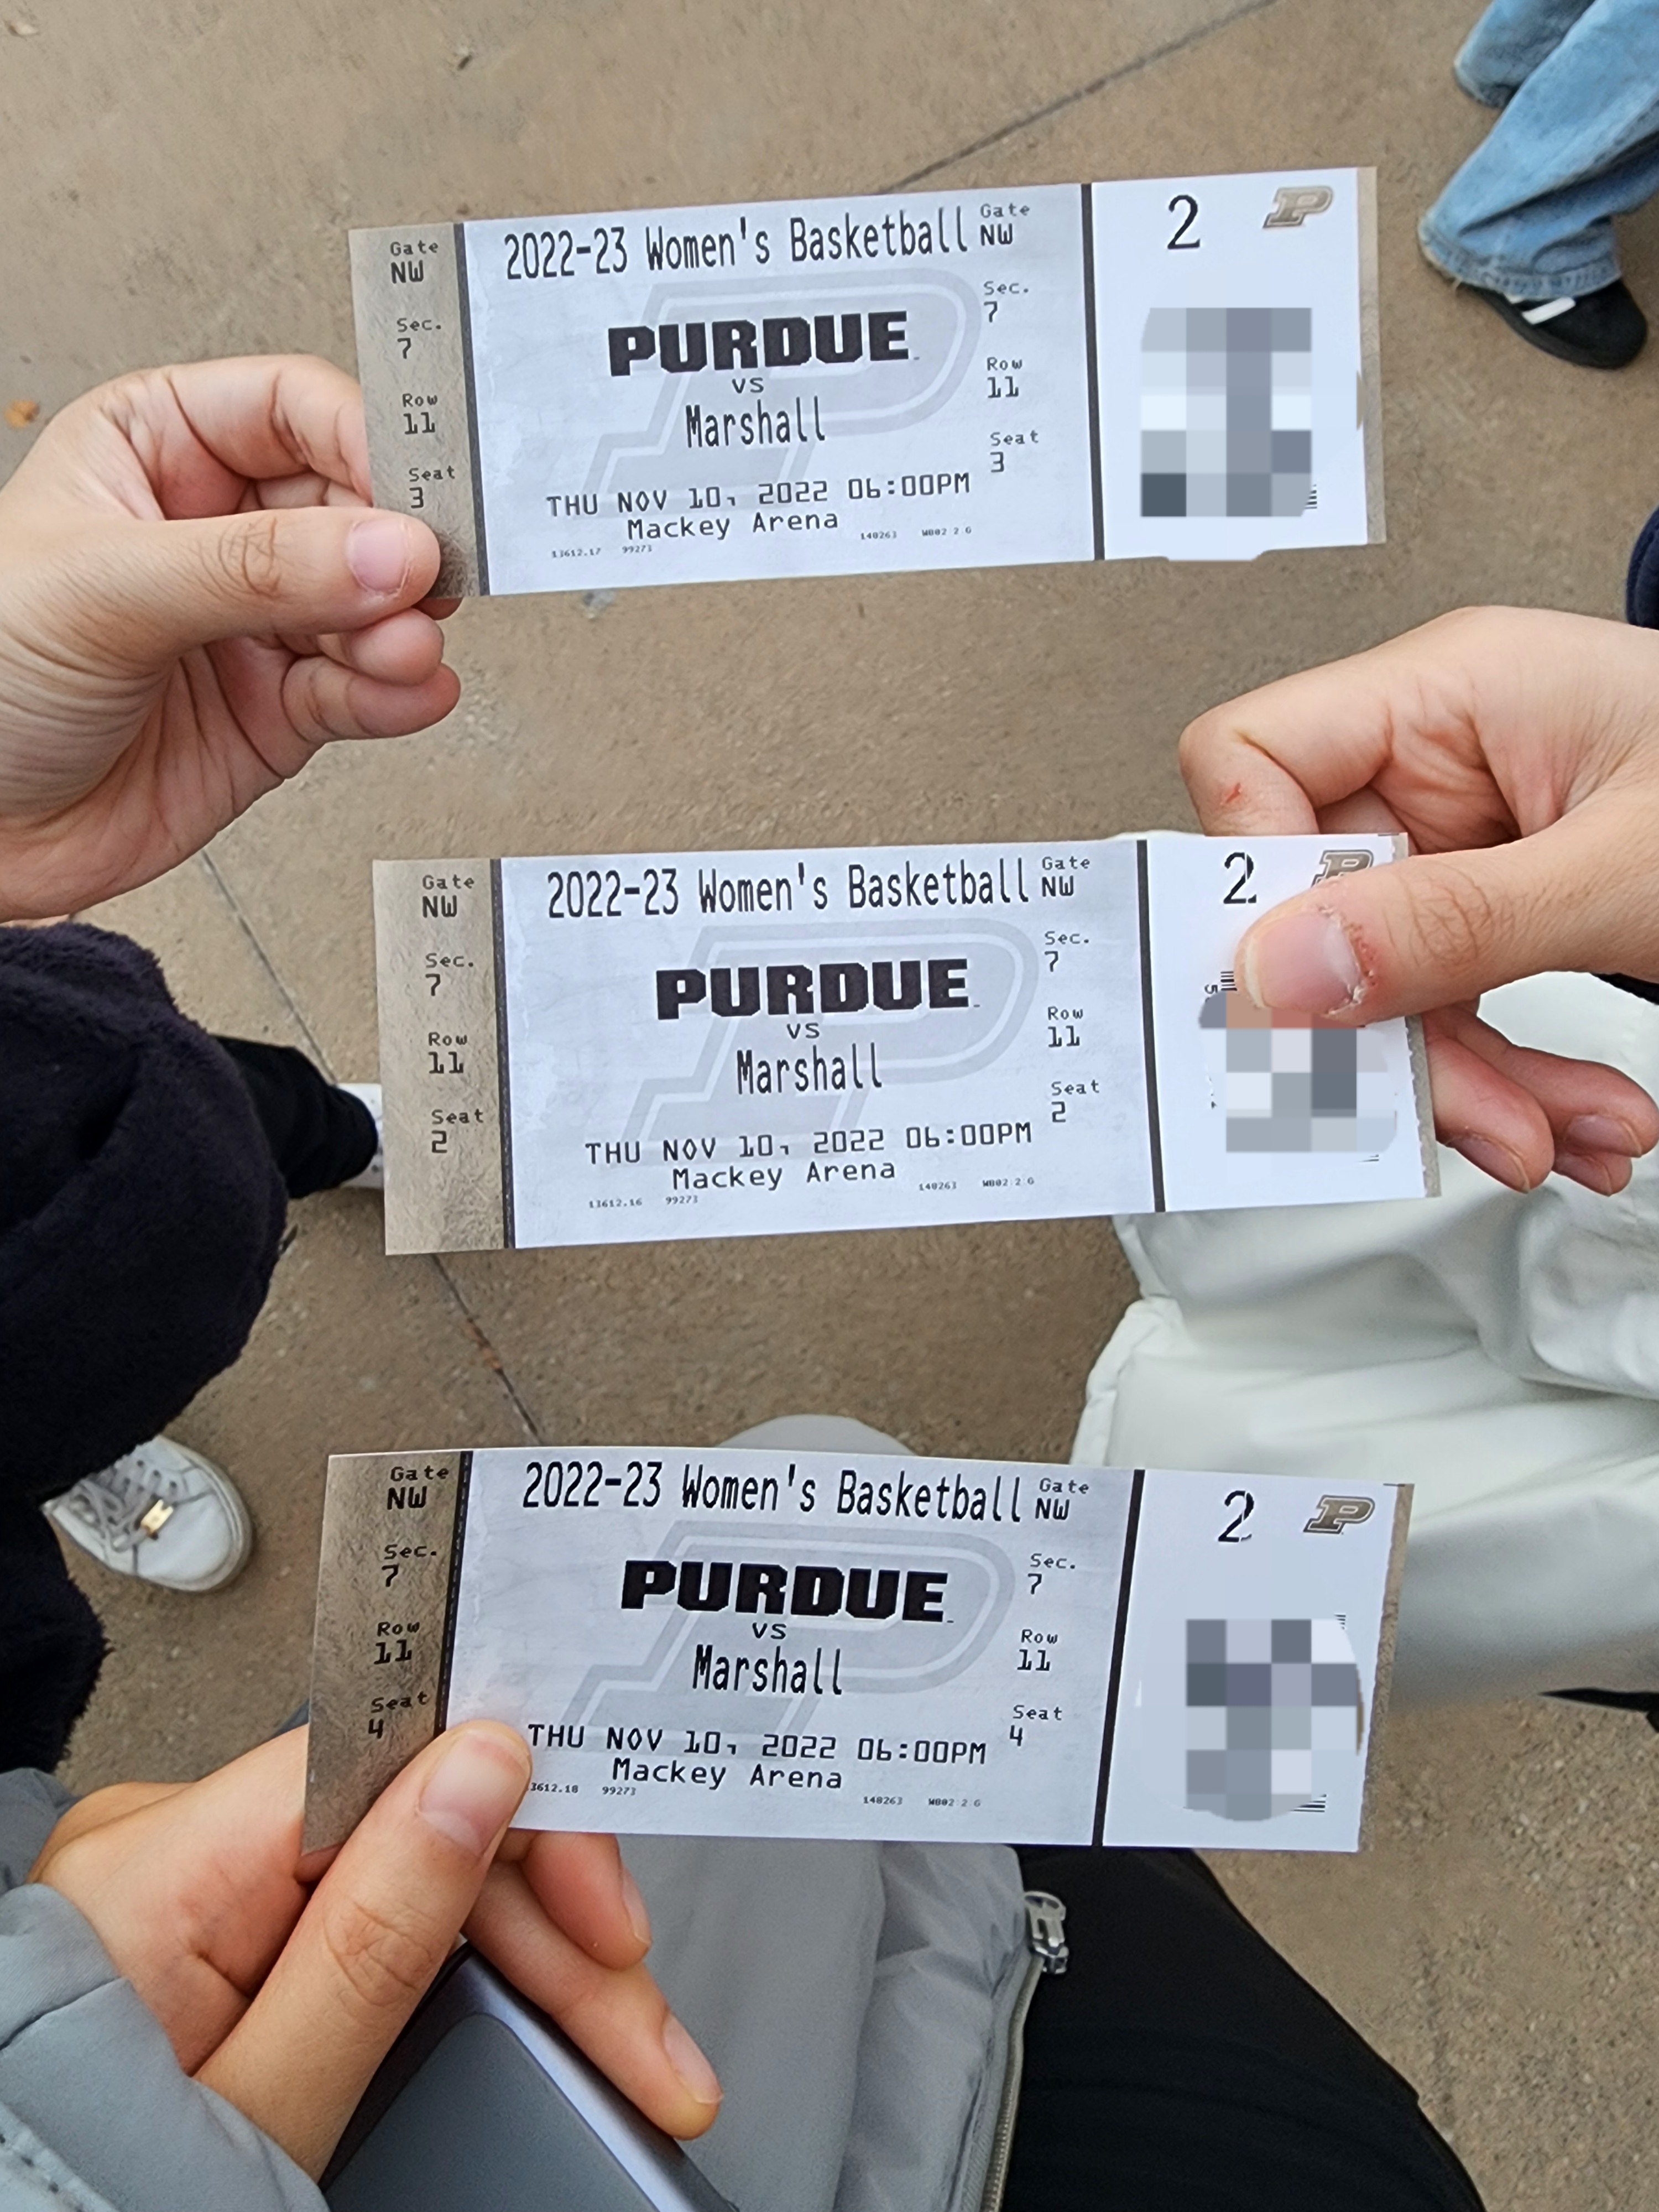 Gate
NW
Sec.
7
Row
11
Seat
3
2022-23 Women's Basketball
PURDUE
vs
Marshall
THU NOV 10, 2022 06:00PM
Mackey Arena
13612.17 99273 148263 WB02 2 G
Gate
NW
Sec.
7
Row
11
Seat
3
2
P
Gate
NW
Sec.
7
Row
11
Seat
2
2022-23 Women's Basketball
PURDUE
vs
Marshall
THU NOV 10, 2022 06:00PM
Mackey Arena
13612.16 99273 148263 WB02 2 G
Gate
NW
Sec.
7
Row
11
Seat
2
2
P
Gate
NW
Sec.
7
Row
11
Seat
4
2022-23 Women's Basketball
PURDUE
vs
Marshall
THU NOV 10, 2022 06:00PM
Mackey Arena
3612.18 99273 148263 WB02 2 G
Gate
NW
Sec.
7
Row
11
Seat
4
2
P